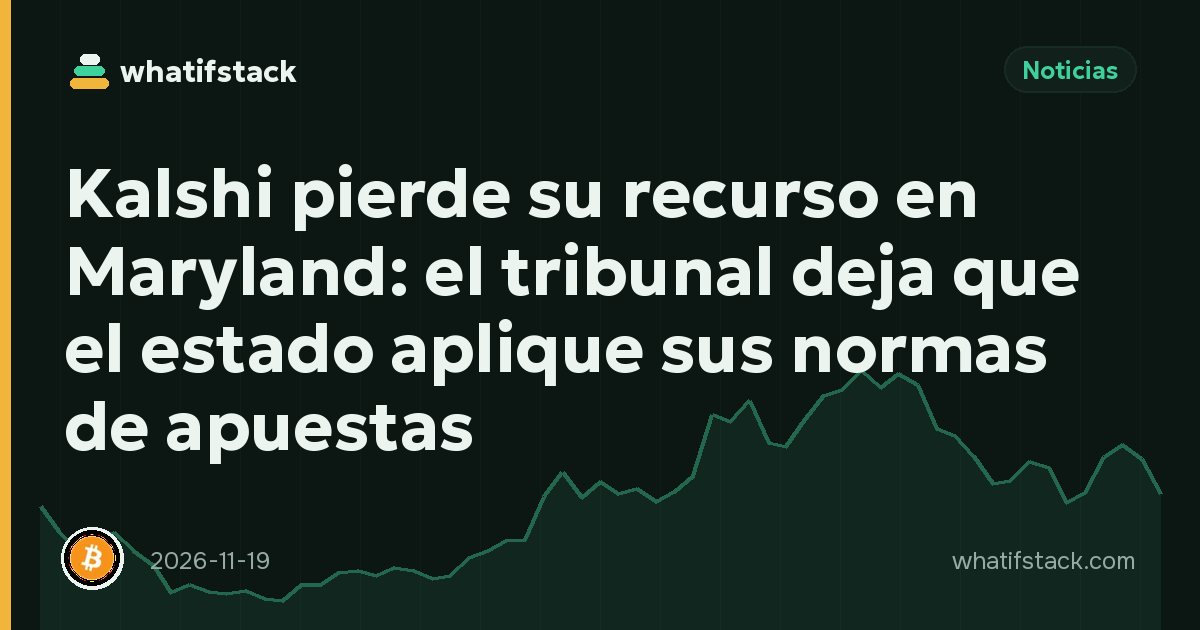 whatifstack
Noticias
Kalshi pierde su recurso en
Maryland: el tribunal deja que
el estado aplique sus normas
de apuestas
2026-11-19
whatifstack.com